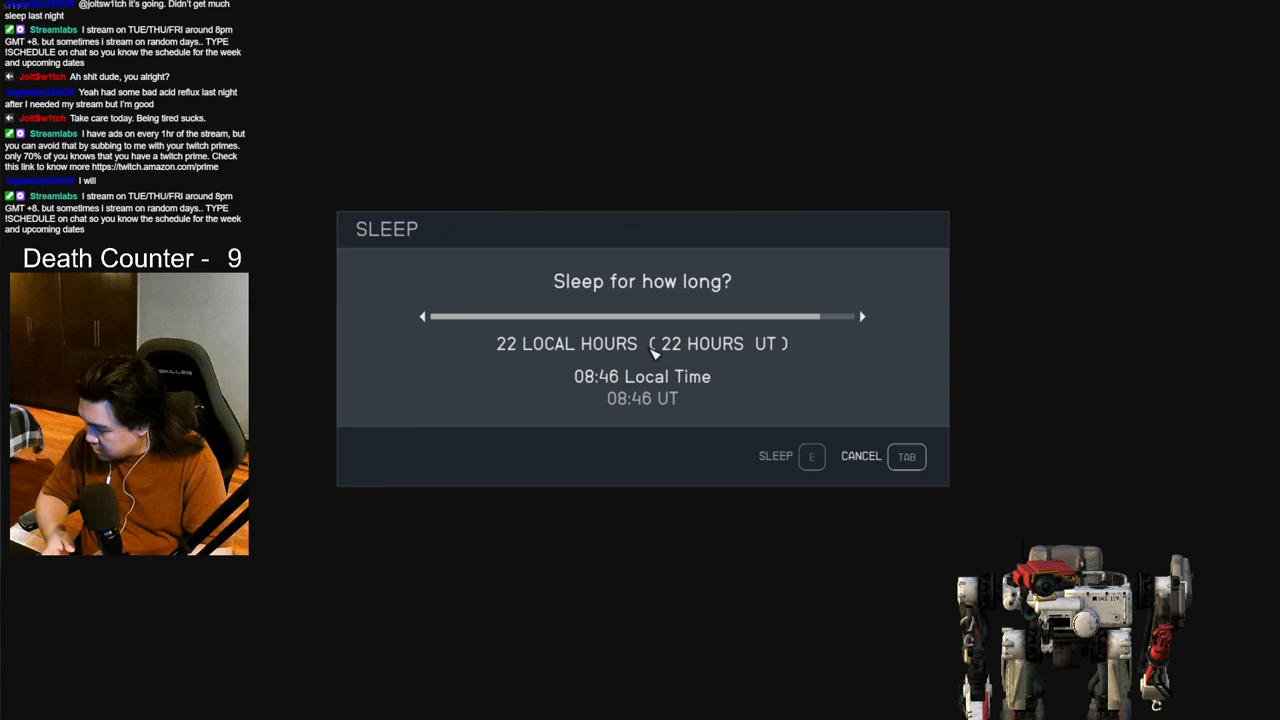 @joltsw1tch it's going. Didn't get much
sleep last night
Streamlabs I stream on TUE/THU/FRI around 8pm
GMT +8. but sometimes i stream on random days.. TYPE
!SCHEDULE on chat so you know the schedule for the week
and upcoming dates
JoltSw1tch Ah shit dude, you alright?
Yeah had some bad acid reflux last night
after I needed my stream but I'm good
JoltSw1tch Take care today. Being tired sucks.
Streamlabs I have ads on every 1hr of the stream, but
you can avoid that by subbing to me with your twitch primes.
only 70% of you knows that you have a twitch prime. Check
this link to know more https://twitch.amazon.com/prime
I will
Streamlabs I stream on TUE/THU/FRI around 8pm
GMT +8. but sometimes i stream on random days.. TYPE
!SCHEDULE on chat so you know the schedule for the week
and upcoming dates
Death Counter - 9
SLEEP
Sleep for how long?
22 LOCAL HOURS ( 22 HOURS UT )
08:46 Local Time
08:46 UT
SLEEP E CANCEL TAB